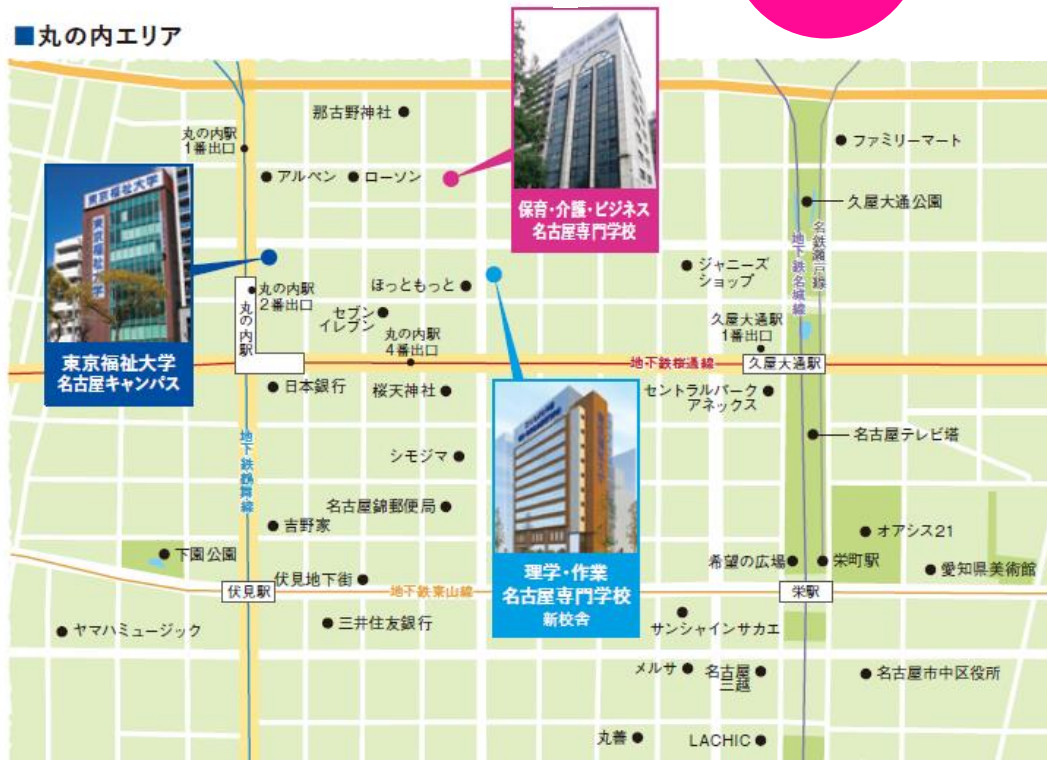 ■丸の内エリア
那古野神社
丸の内駅
1番出口
アルペン
ローソン
ファミリーマート
東京福祉大学
東京福祉大学
保育・介護・ビジネス
名古屋専門学校
久屋大通公園
地下鉄名城線
名鉄瀬戸線
ジャニーズ
ショップ
丸の内駅
2番出口
ほっともっと
セブン
イレブン
丸の内駅
丸の内駅
4番出口
久屋大通駅
1番出口
東京福祉大学
名古屋キャンパス
地下鉄桜通線
久屋大通駅
日本銀行
桜天神社
セントラルパーク
アネックス
名古屋テレビ塔
地下鉄鶴舞線
シモジマ
名古屋錦郵便局
吉野家
オアシス21
下園公園
希望の広場
栄町駅
愛知県美術館
伏見地下街
理学・作業
名古屋専門学校
新校舎
伏見駅
地下鉄東山線
栄駅
ヤマハミュージック
三井住友銀行
サンシャインサカエ
メルサ
名古屋
三越
名古屋市中区役所
丸善
LACHIC